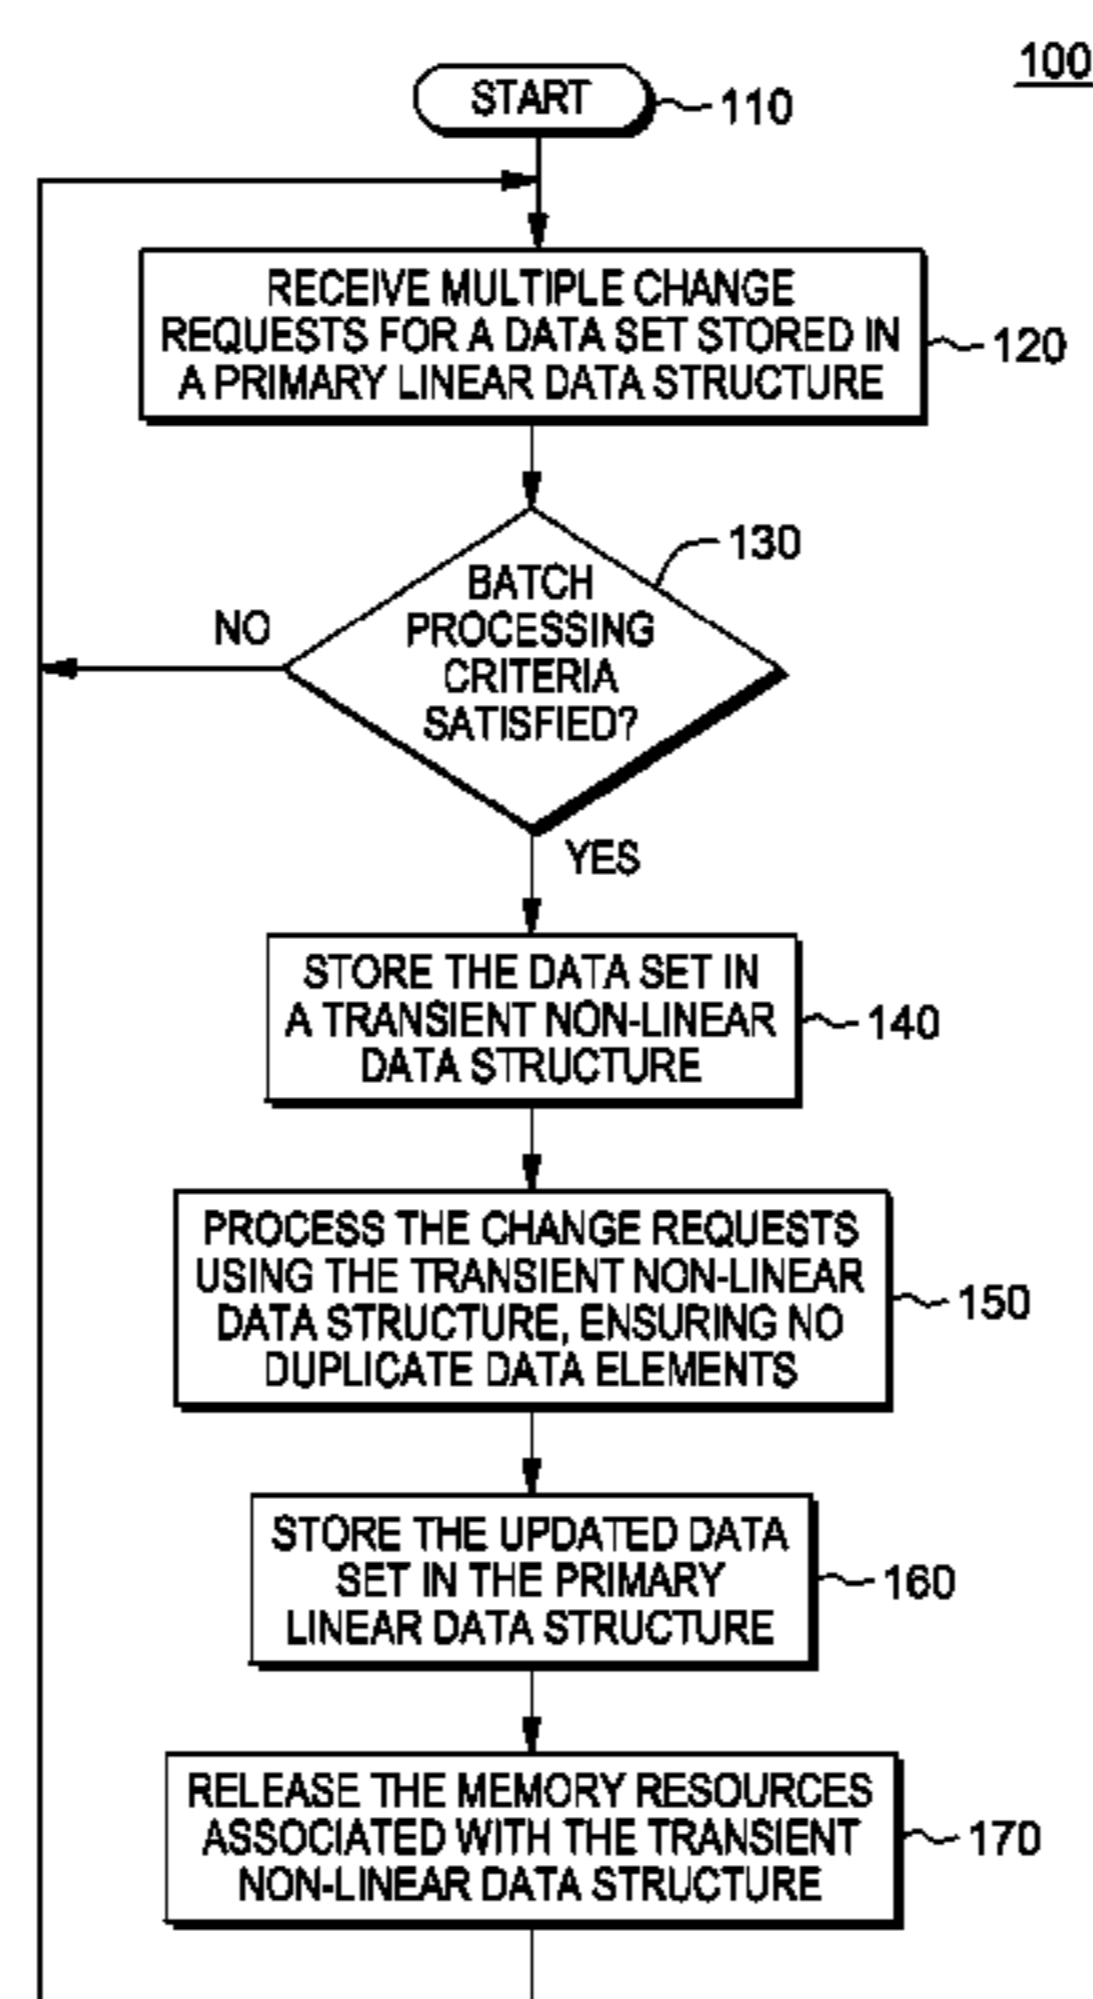 100
START
110
RECEIVE MULTIPLE CHANGE
REQUESTS FOR A DATA SET STORED IN
A PRIMARY LINEAR DATA STRUCTURE
120
130
BATCH
PROCESSING
CRITERIA
SATISFIED?
NO
YES
STORE THE DATA SET IN
A TRANSIENT NON-LINEAR
DATA STRUCTURE
140
PROCESS THE CHANGE REQUESTS
USING THE TRANSIENT NON-LINEAR
DATA STRUCTURE, ENSURING NO
DUPLICATE DATA ELEMENTS
150
STORE THE UPDATED DATA
SET IN THE PRIMARY
LINEAR DATA STRUCTURE
160
RELEASE THE MEMORY RESOURCES
ASSOCIATED WITH THE TRANSIENT
NON-LINEAR DATA STRUCTURE
170